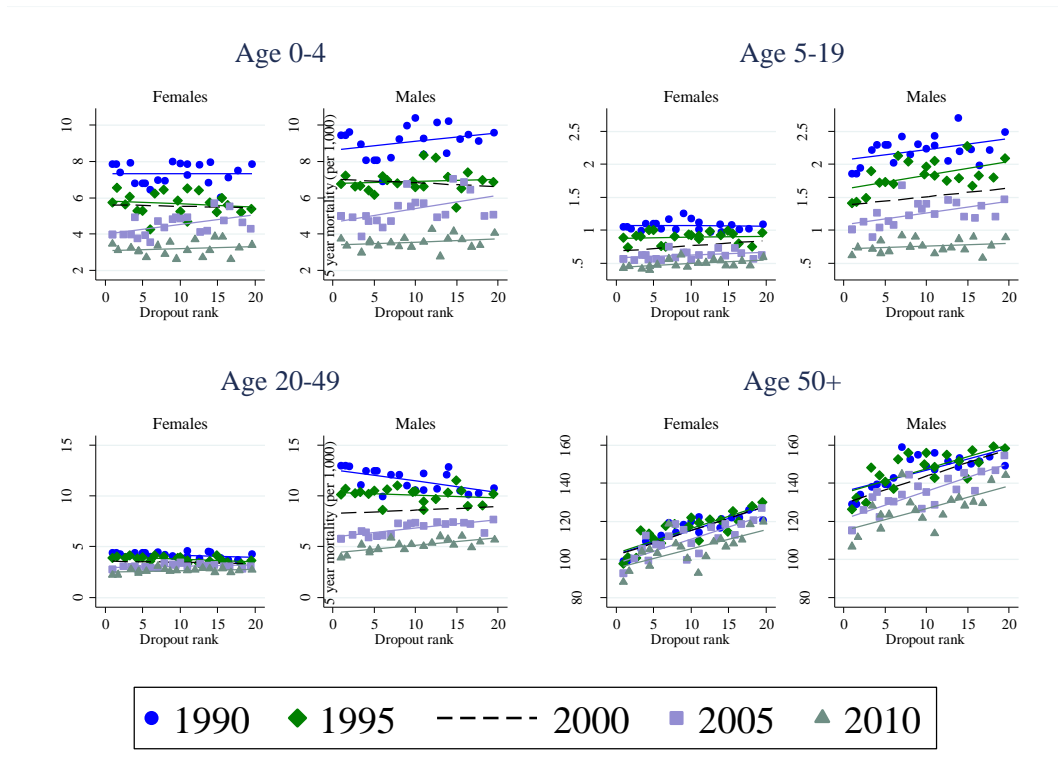 Age 0-4
Females
10
8
6
4
2
0 5 10 15 20
Dropout rank
Males
5 year mortality (per 1,000)
10
8
6
4
2
0 5 10 15 20
Dropout rank
Age 5-19
Females
2.5
2
1.5
1
.5
0 5 10 15 20
Dropout rank
Males
2.5
2
1.5
1
.5
0 5 10 15 20
Dropout rank
Age 20-49
Females
15
10
5
0
0 5 10 15 20
Dropout rank
Males
5 year mortality (per 1,000)
15
10
5
0
0 5 10 15 20
Dropout rank
Age 50+
Females
160
140
120
100
80
0 5 10 15 20
Dropout rank
Males
160
140
120
100
80
0 5 10 15 20
Dropout rank
1990 1995 2000 2005 2010